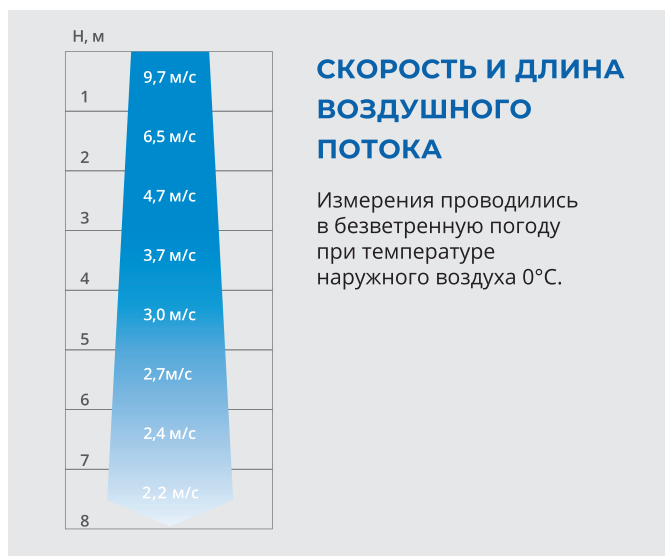 Н, м
СКОРОСТЬ И ДЛИНА
ВОЗДУШНОГО
ПОТОКА
Измерения проводились
в безветренную погоду
при температуре
наружного воздуха 0°С.
9,7 м/с
1
6,5 м/с
2
4,7 м/с
3
3,7 м/с
4
3,0 м/с
5
2,7м/с
6
2,4 м/с
7
2,2 м/с
8